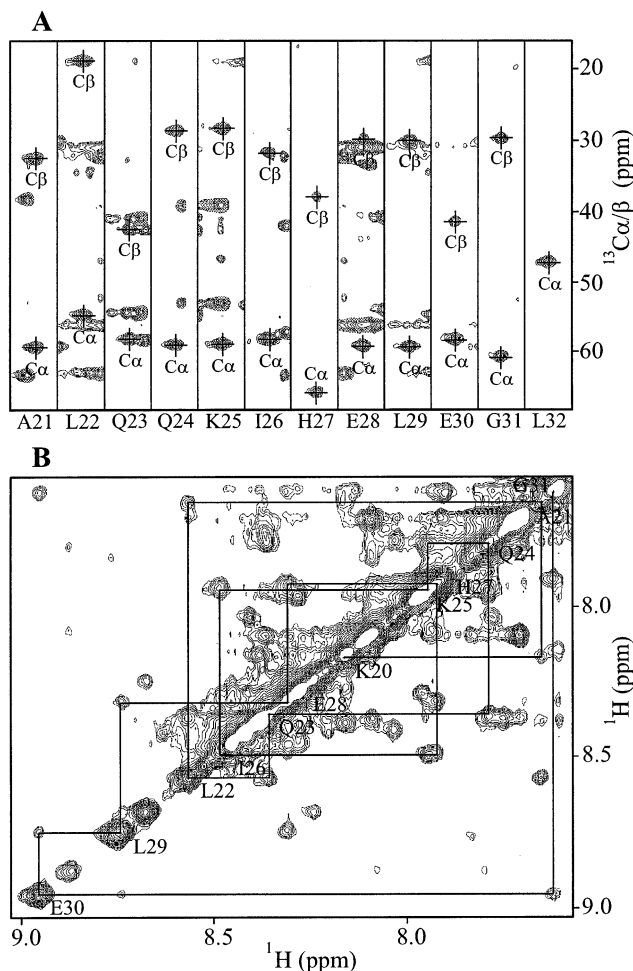 A
Cβ Cβ Cβ Cβ Cβ Cβ Cβ Cβ Cβ Cβ Cβ
Cα Cα Cα Cα Cα Cα Cα Cα Cα Cα Cα Cα
20
30
40
50
60
¹³Cα/β (ppm)
A21 L22 Q23 Q24 K25 I26 H27 E28 L29 E30 G31 L32
B
G31
A21
Q24
H27
K25
K20
E28
Q23
I26
L22
L29
E30
8.0
8.5
9.0
¹H (ppm)
9.0 8.5 8.0
¹H (ppm)